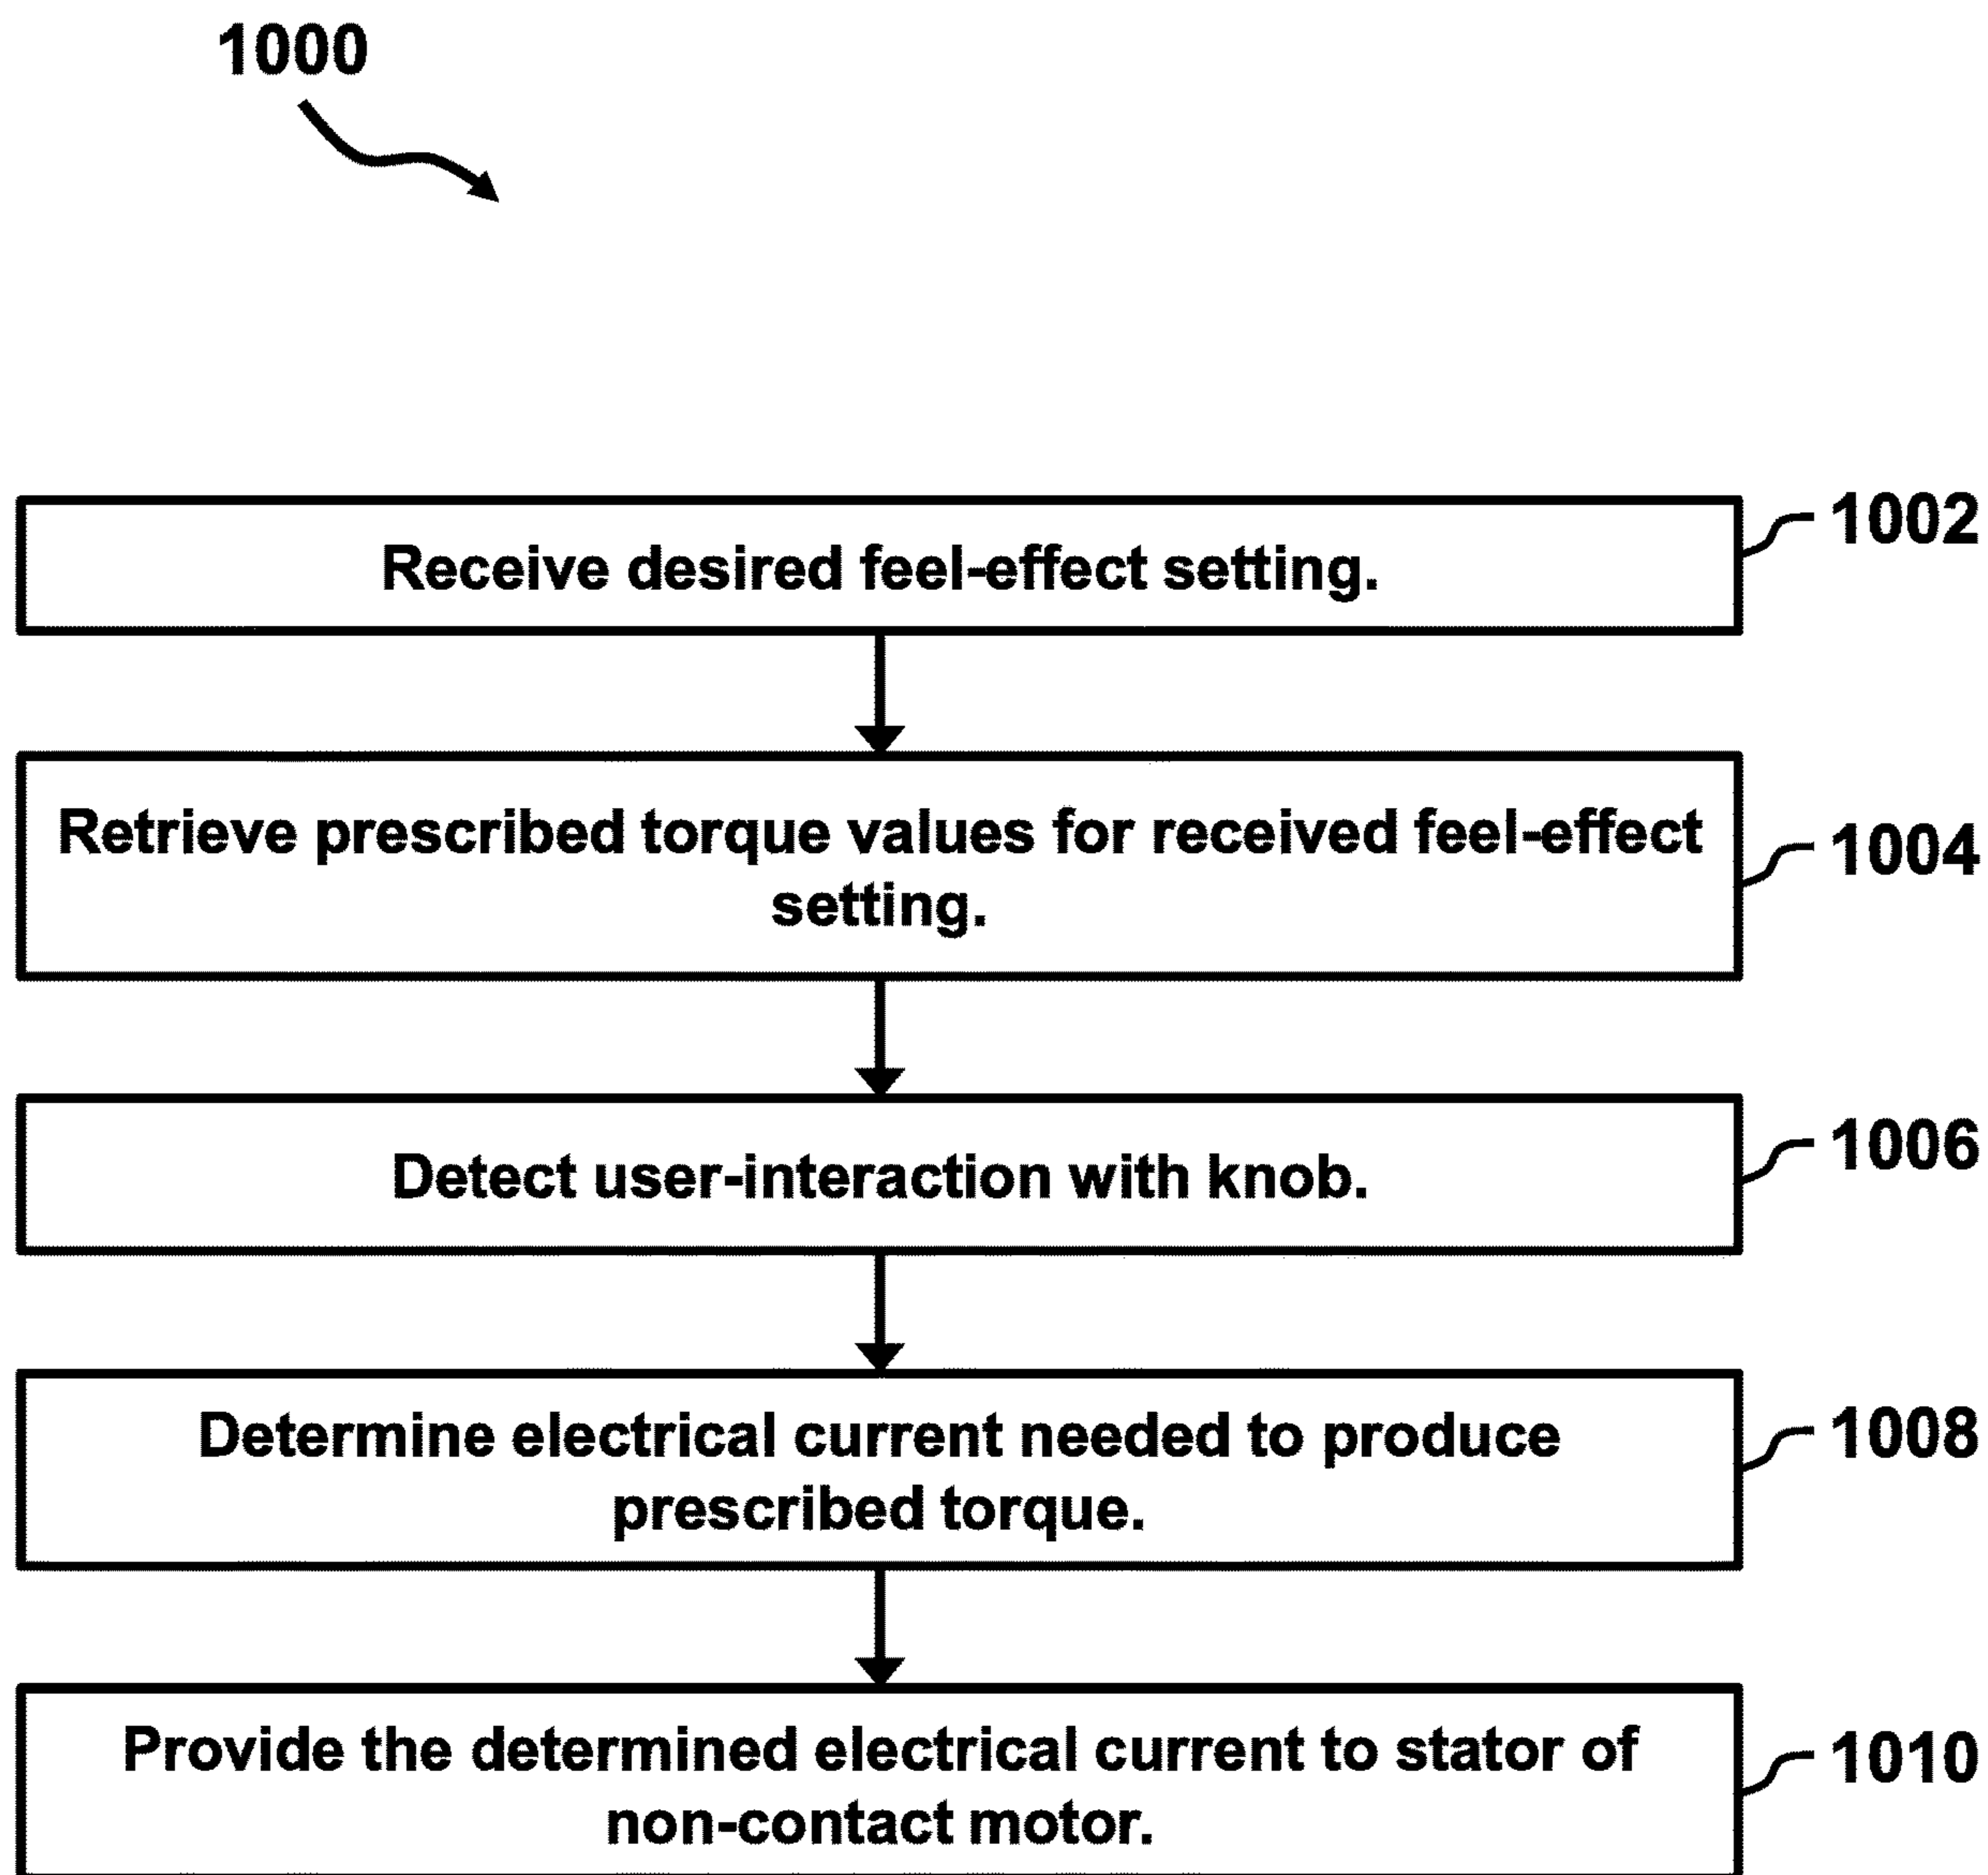 1000
Receive desired feel-effect setting.
1002
Retrieve prescribed torque values for received feel-effect
setting.
1004
Detect user-interaction with knob.
1006
Determine electrical current needed to produce
prescribed torque.
1008
Provide the determined electrical current to stator of
non-contact motor.
1010